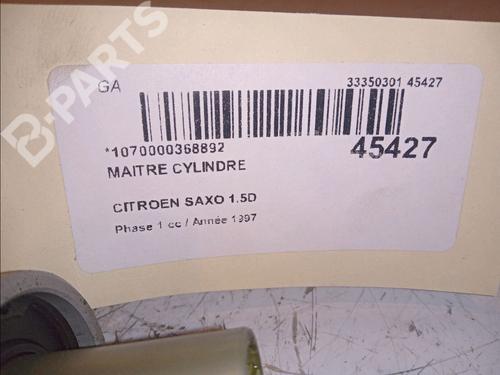 B-PARTS
GA
33350301 45427
*1070000368892
45427
MAITRE CYLINDRE
CITROEN SAXO 1.5D
Phase 1 cc / Année 1997